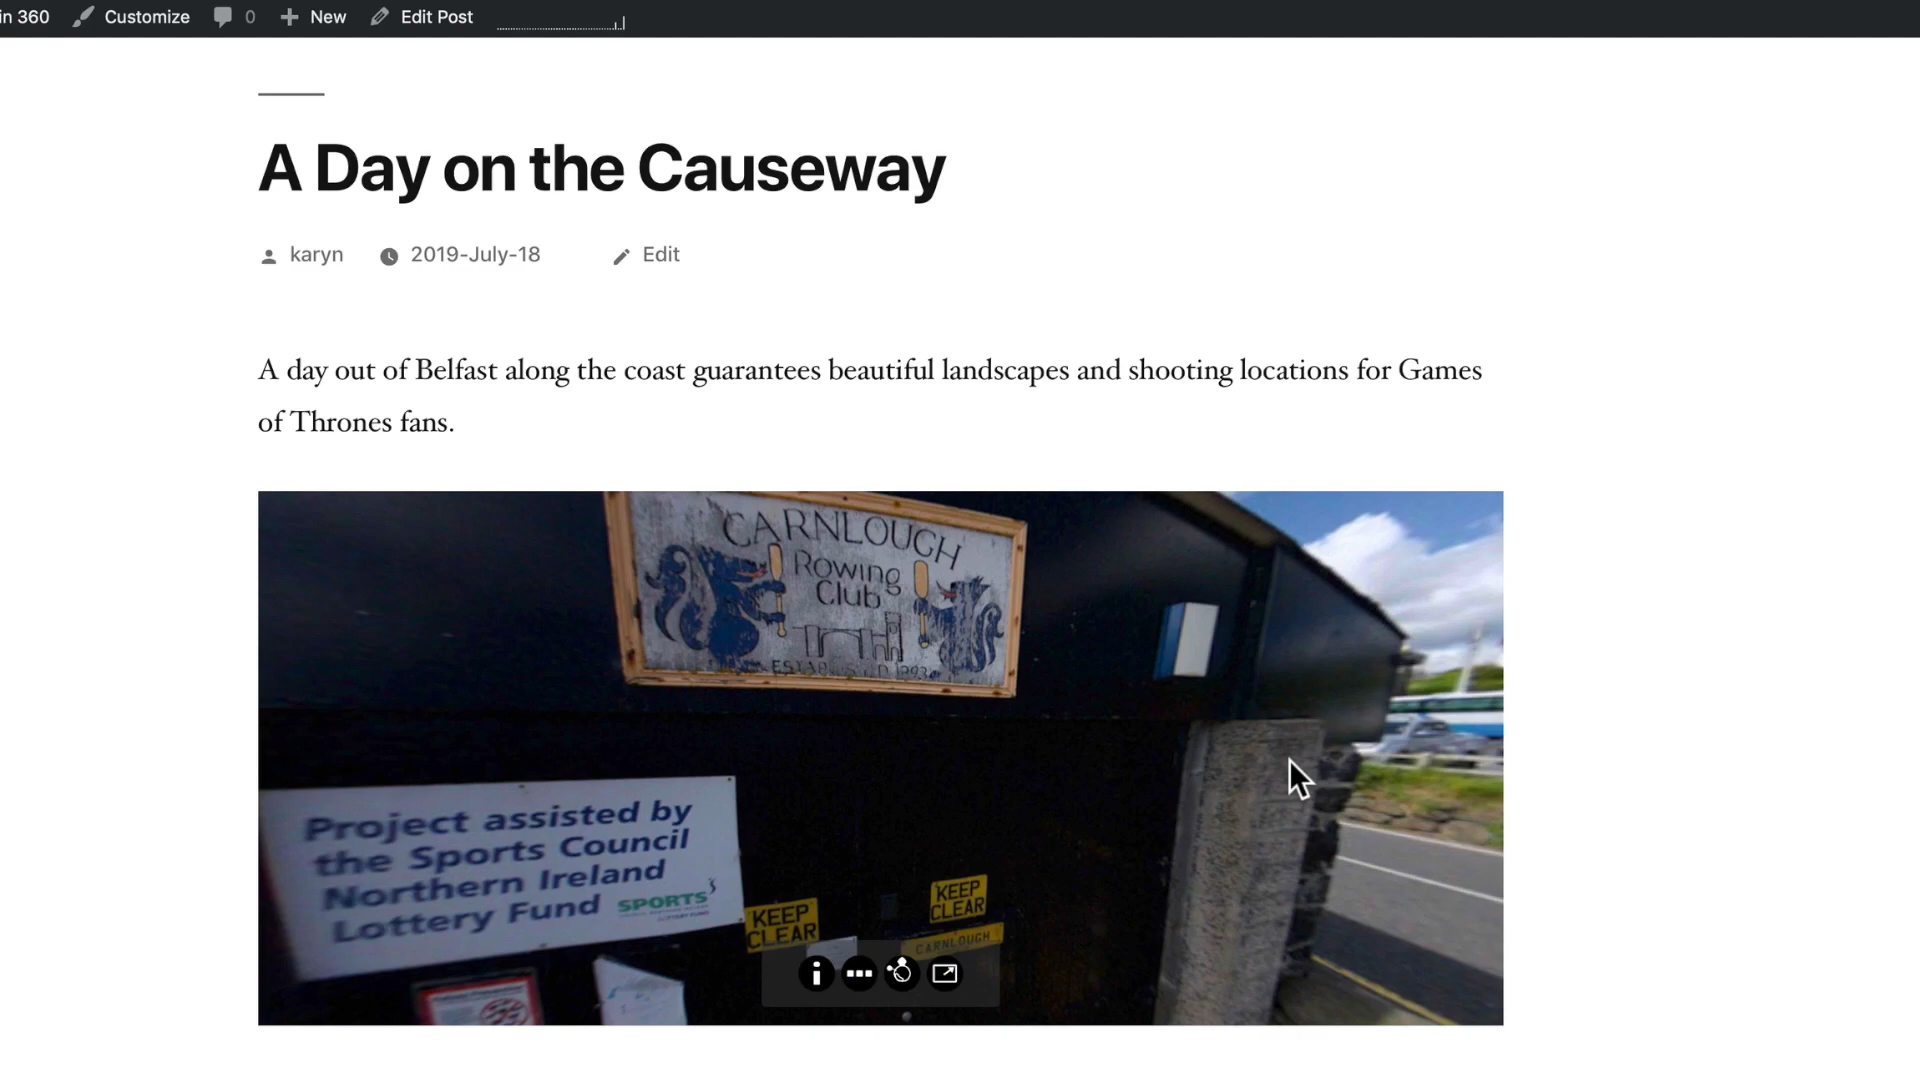 in 360 Customize 0 New Edit Post
A Day on the Causeway
karyn 2019-July-18 Edit
A day out of Belfast along the coast guarantees beautiful landscapes and shooting locations for Games
of Thrones fans.
CARNLOUGH
Rowing
Club
Project assisted by
the Sports Council
Northern Ireland
Lottery Fund SPORTS
KEEP
CLEAR
KEEP
CLEAR
CARNLOUGH